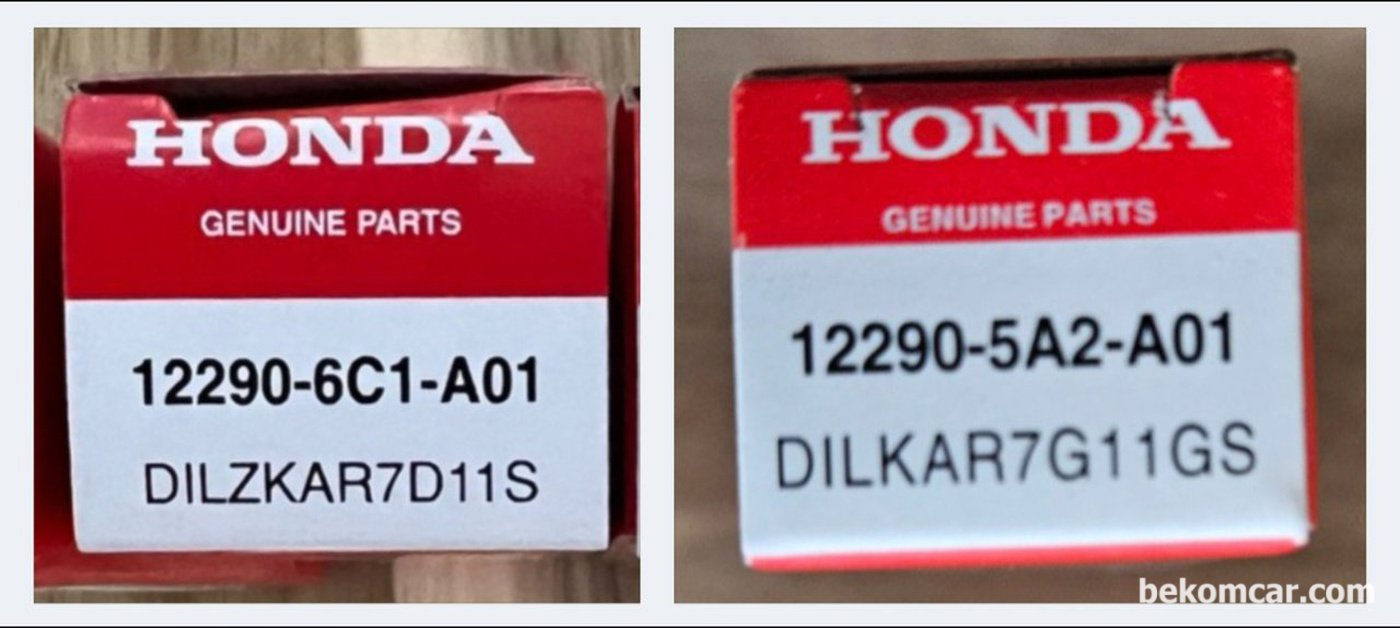 HONDA
GENUINE PARTS
12290-6C1-A01
DILZKAR7D11S
HONDA
GENUINE PARTS
12290-5A2-A01
DILKAR7G11GS
bekomcar.com